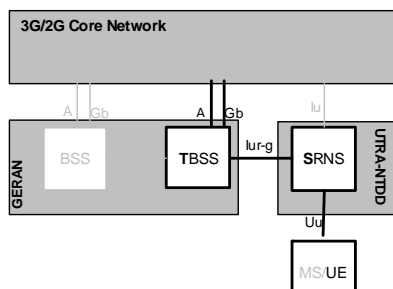 3G/2G Core Network
A
Gb
A
Gb
Iu
GERAN
BSS
TBSS
Iur-g
SRNS
UTRA-NTDD
Uu
MS/UE